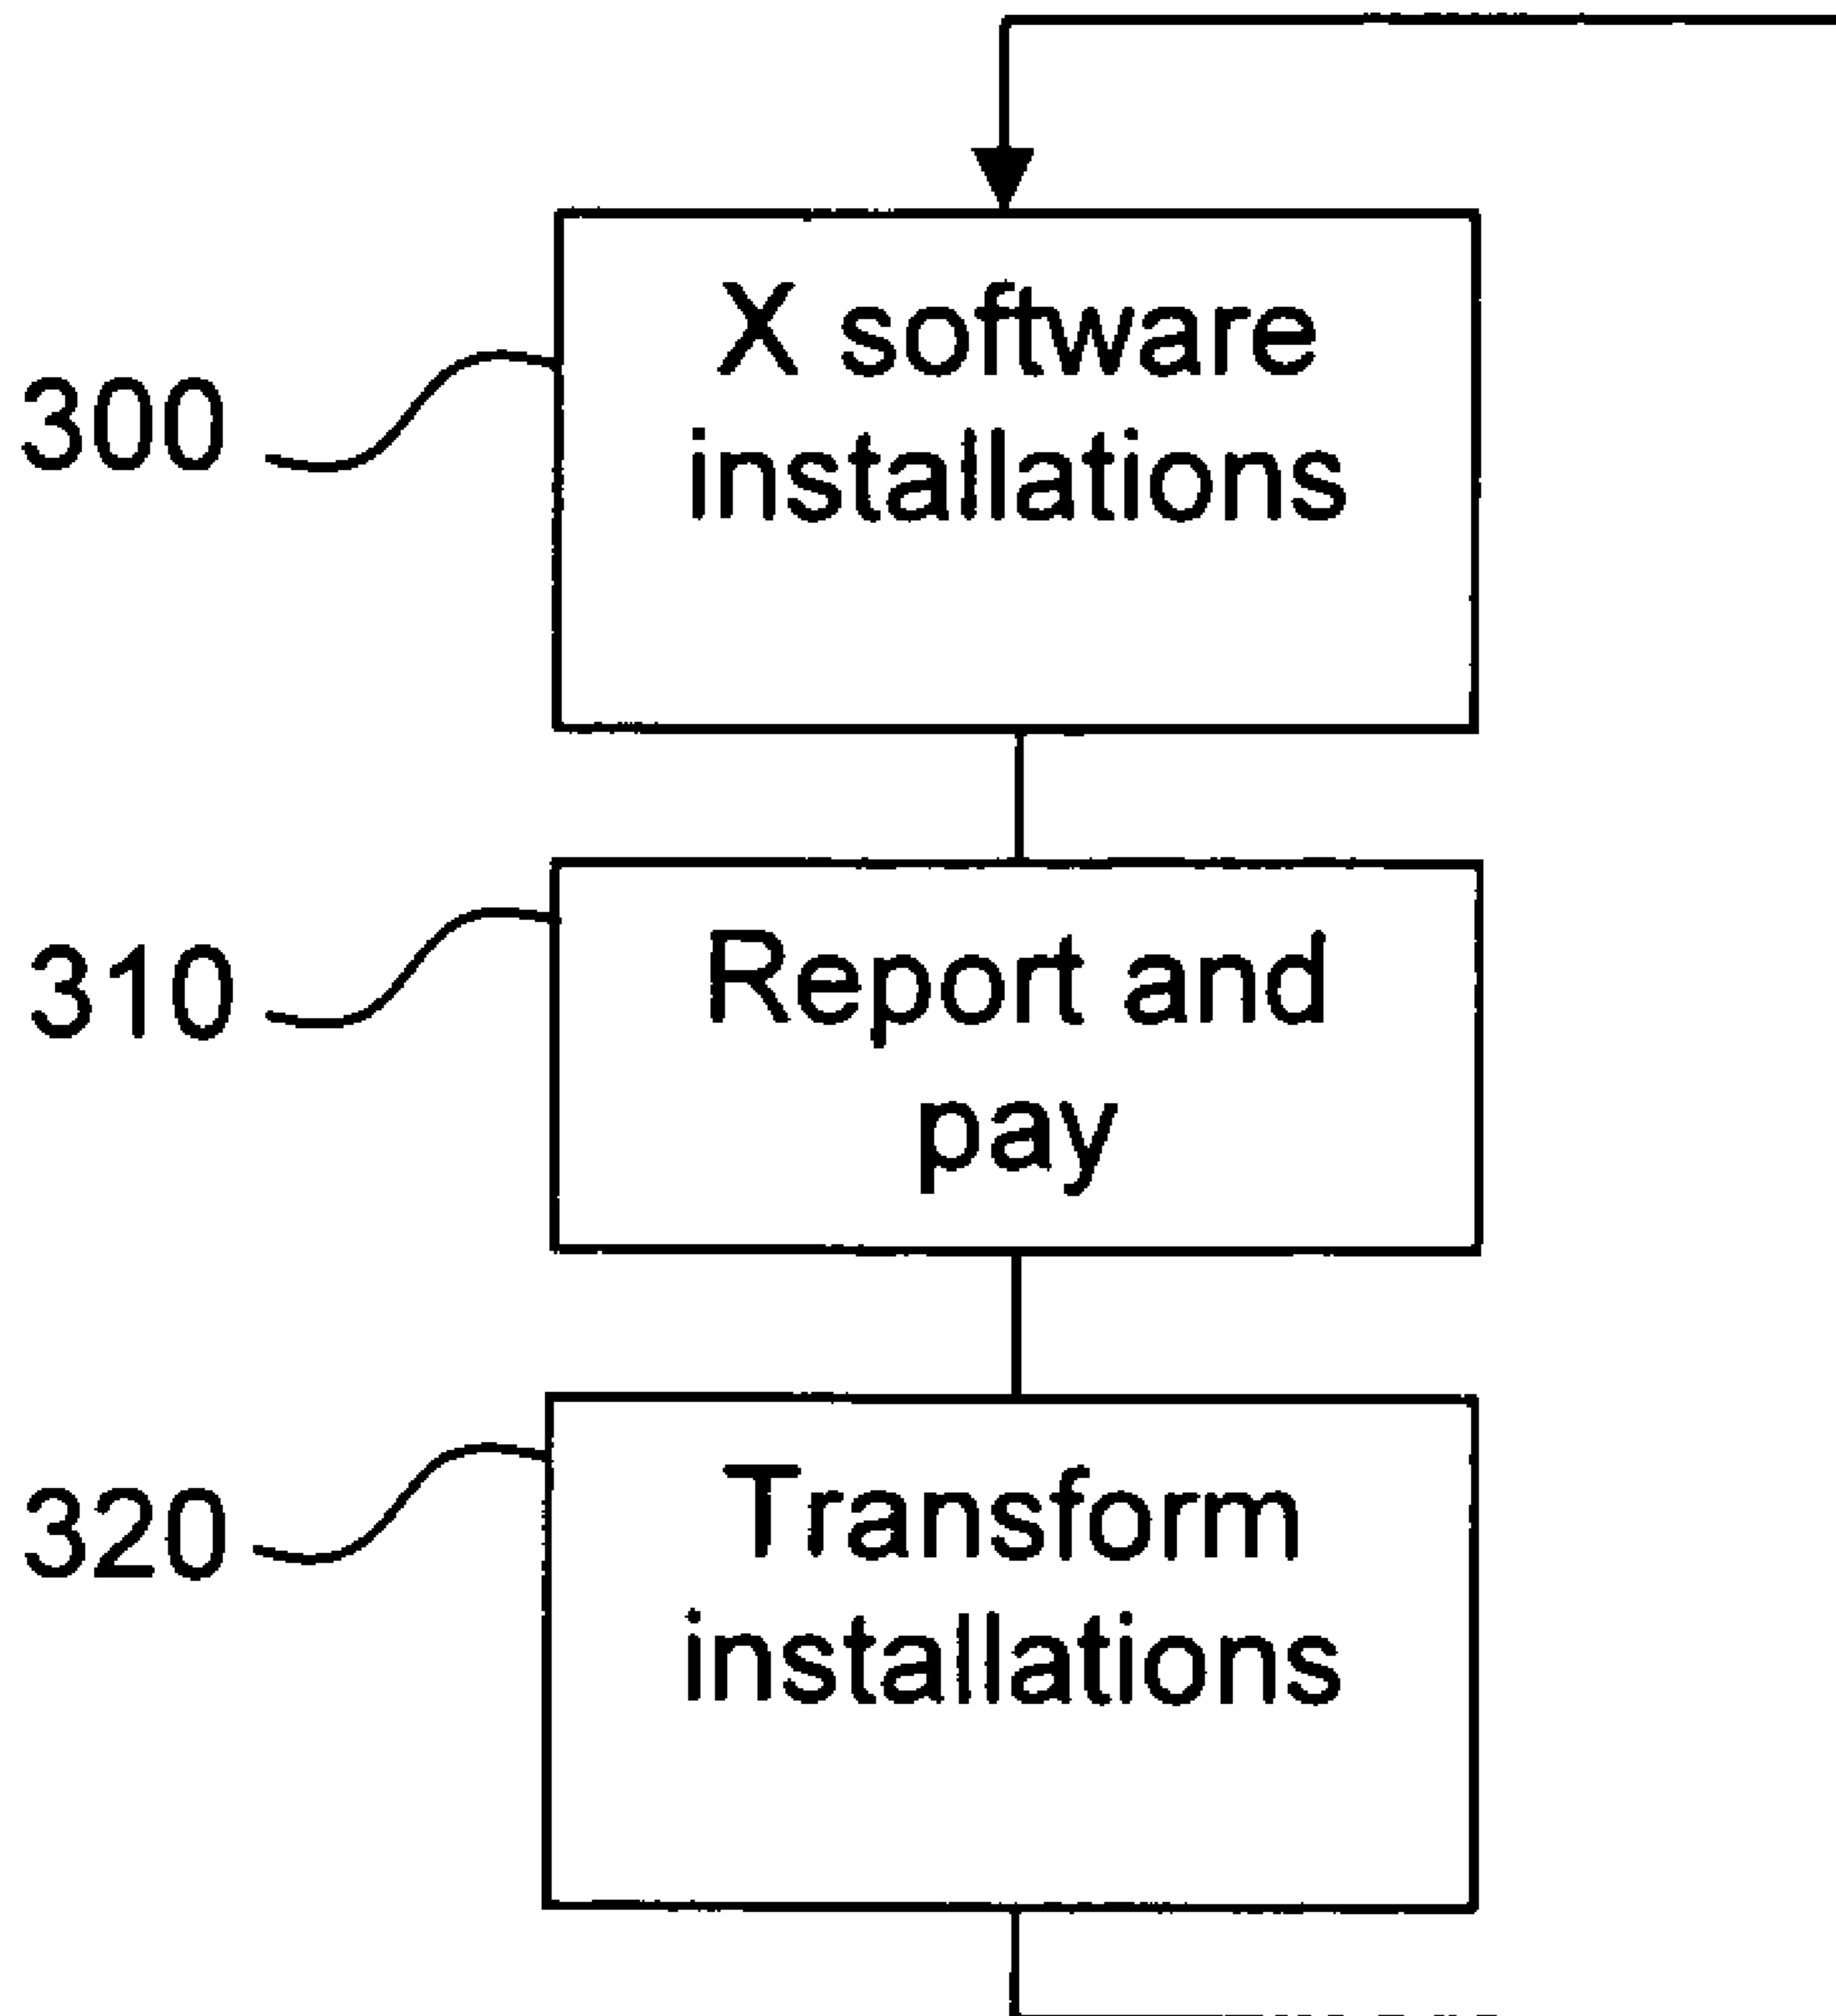 X software
installations
300
310
Report and
pay
320
Transform
installations